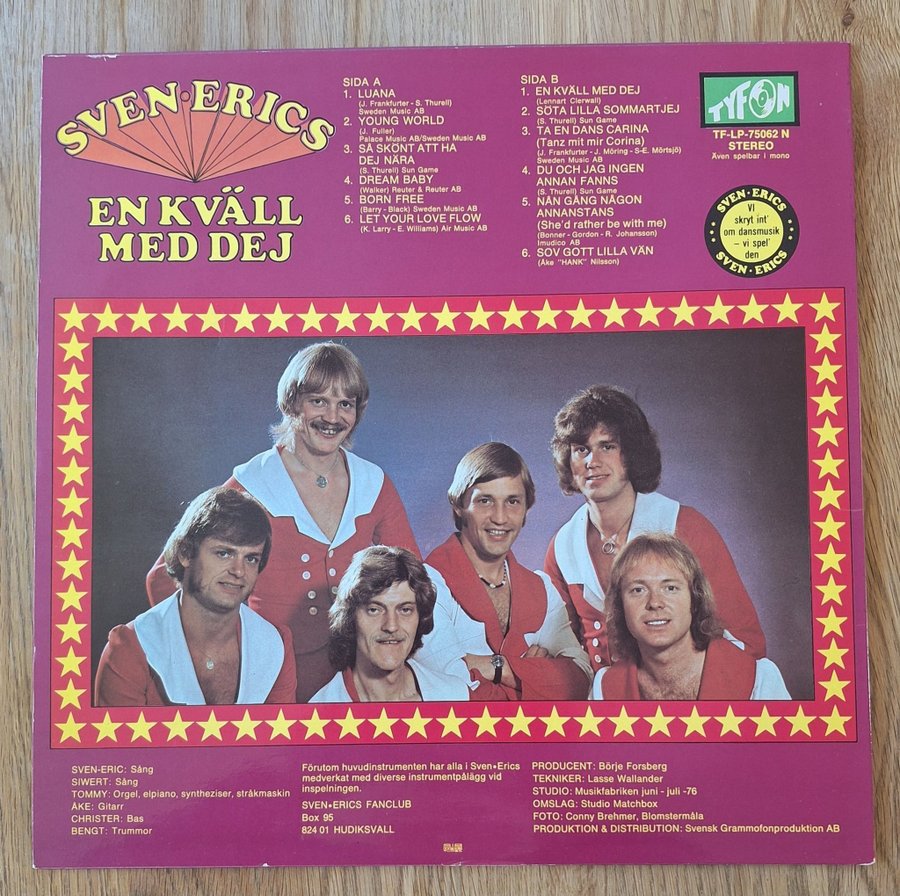 SVEN•ERICS
EN KVÄLL
MED DEJ
SIDA A
1. LUANA
(J. Frankfurter - S. Thurell)
Sweden Music AB
2. YOUNG WORLD
(J. Fuller)
Palace Music AB/Sweden Music AB
3. SÅ SKÖNT ATT HA
DEJ NÄRA
(S. Thurell) Sun Game
4. DREAM BABY
(Walker) Reuter & Reuter AB
5. BORN FREE
(Barry - Black) Sweden Music AB
6. LET YOUR LOVE FLOW
(K. Larry - E. Williams) Air Music AB
SIDA B
1. EN KVÄLL MED DEJ
(Lennart Clerwall)
2. SÖTA LILLA SOMMARTJEJ
(S. Thurell) Sun Game
3. TA EN DANS CARINA
(Tanz mit mir Corina)
(J. Frankfurter - J. Möring - S-E. Mörtsjö)
Sweden Music AB
4. DU OCH JAG INGEN
ANNAN FANNS
(S. Thurell) Sun Game
5. NÅN GÅNG NÅGON
ANNANSTANS
(She'd rather be with me)
(Bonner - Gordon - R. Johansson)
Imudico AB
6. SOV GOTT LILLA VÄN
(Åke "HANK" Nilsson)
TYFON
TF-LP-75062 N
STEREO
Även spelbar i mono
SVEN•ERICS
Vi
skryt int'
om dansmusik
– vi spel'
den
SVEN•ERICS
SVEN-ERIC: Sång
SIWERT: Sång
TOMMY: Orgel, elpiano, syntheziser, stråkmaskin
ÅKE: Gitarr
CHRISTER: Bas
BENGT: Trummor
Förutom huvudinstrumenten har alla i Sven•Erics
medverkat med diverse instrumentpålägg vid
inspelningen.
SVEN•ERICS FANCLUB
Box 95
824 01 HUDIKSVALL
PRODUCENT: Börje Forsberg
TEKNIKER: Lasse Wallander
STUDIO: Musikfabriken juni - juli -76
OMSLAG: Studio Matchbox
FOTO: Conny Brehmer, Blomstermåla
PRODUKTION & DISTRIBUTION: Svensk Grammofonproduktion AB